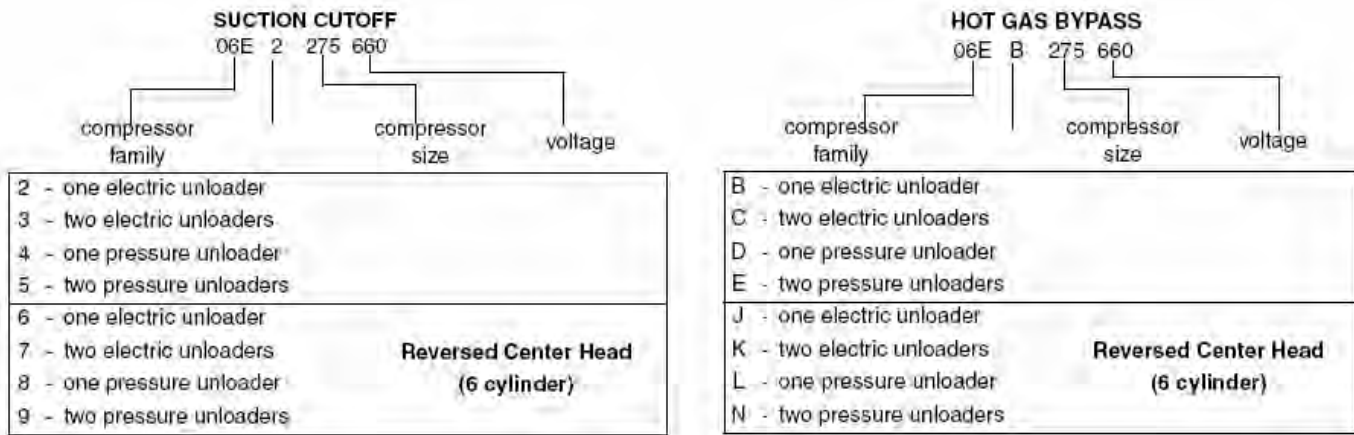 SUCTION CUTOFF
06E 2 275 660
compressor family
compressor size
voltage
2 - one electric unloader
3 - two electric unloaders
4 - one pressure unloader
5 - two pressure unloaders
6 - one electric unloader
7 - two electric unloaders
8 - one pressure unloader
9 - two pressure unloaders
Reversed Center Head
(6 cylinder)
HOT GAS BYPASS
06E B 275 660
compressor family
compressor size
voltage
B - one electric unloader
C - two electric unloaders
D - one pressure unloader
E - two pressure unloaders
J - one electric unloader
K - two electric unloaders
L - one pressure unloader
N - two pressure unloaders
Reversed Center Head
(6 cylinder)